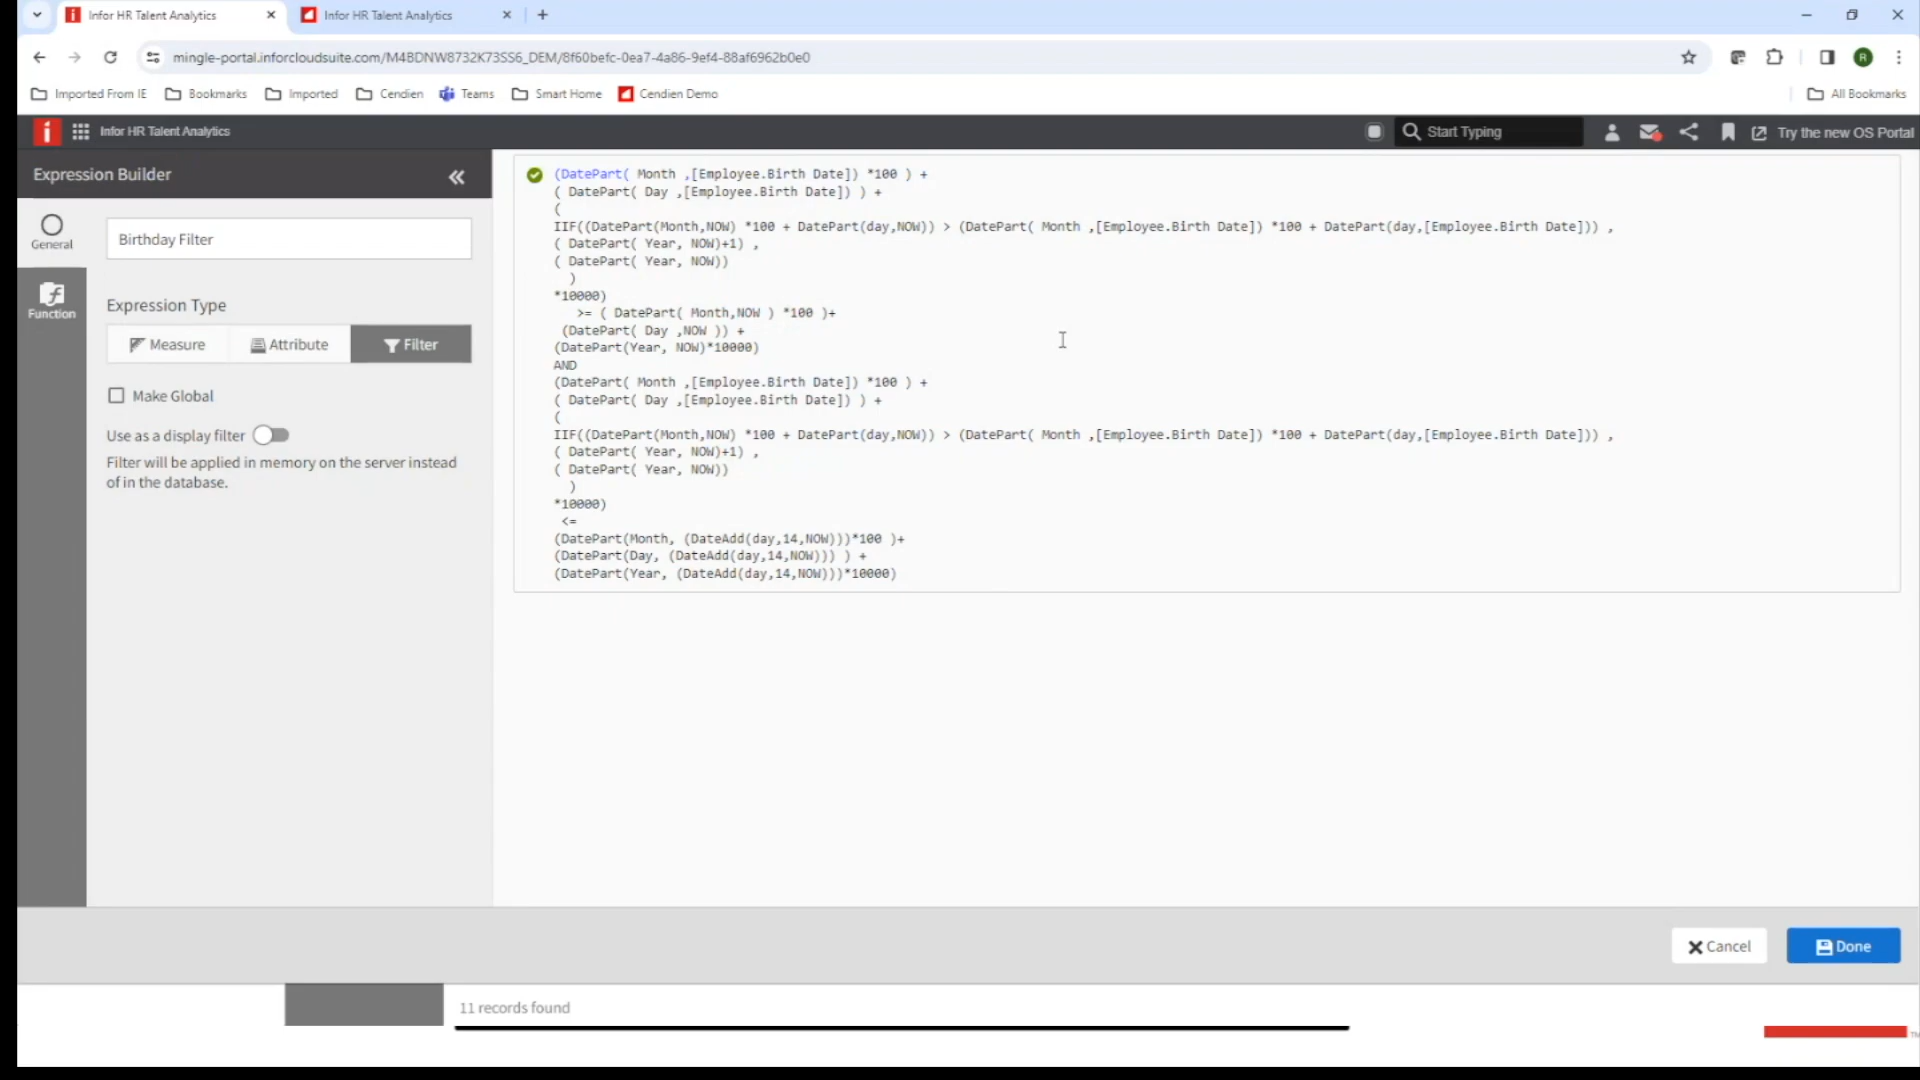 Infor HR Talent Analytics
Infor HR Talent Analytics
mingle-portal.inforcloudsuite.com/M4BDNW8732K73SS6_DEM/8f60befc-0ea7-4a86-9ef4-88af6962b0e0
R
Imported From IE
Bookmarks
Imported
Cendien
Teams
Smart Home
Cendien Demo
All Bookmarks
Infor HR Talent Analytics
Start Typing
Try the new OS Portal
Expression Builder
General
Function
Birthday Filter
Expression Type
Measure
Attribute
Filter
Make Global
Use as a display filter
Filter will be applied in memory on the server instead
of in the database.
(DatePart( Month ,[Employee.Birth Date]) *100 ) +
( DatePart( Day ,[Employee.Birth Date]) ) +
(
IIF((DatePart(Month,NOW) *100 + DatePart(day,NOW)) > (DatePart( Month ,[Employee.Birth Date]) *100 + DatePart(day,[Employee.Birth Date])) ,
( DatePart( Year, NOW)+1) ,
( DatePart( Year, NOW))
)
*10000)
>= ( DatePart( Month,NOW ) *100 )+
(DatePart( Day ,NOW )) +
(DatePart(Year, NOW)*10000)
AND
(DatePart( Month ,[Employee.Birth Date]) *100 ) +
( DatePart( Day ,[Employee.Birth Date]) ) +
(
IIF((DatePart(Month,NOW) *100 + DatePart(day,NOW)) > (DatePart( Month ,[Employee.Birth Date]) *100 + DatePart(day,[Employee.Birth Date])) ,
( DatePart( Year, NOW)+1) ,
( DatePart( Year, NOW))
)
*10000)
<=
(DatePart(Month, (DateAdd(day,14,NOW)))*100 )+
(DatePart(Day, (DateAdd(day,14,NOW))) ) +
(DatePart(Year, (DateAdd(day,14,NOW)))*10000)
Cancel
Done
11 records found
TM